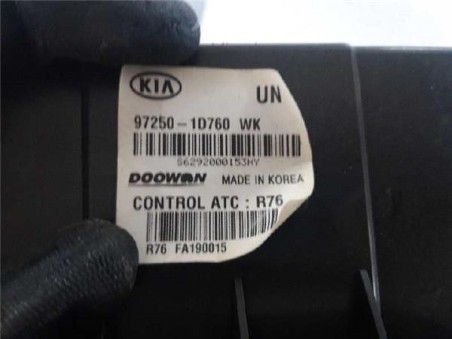 KIA UN
97250-1D760 WK
S6292000153HY
DOOWON MADE IN KOREA
CONTROL ATC : R76
R76 FA190015